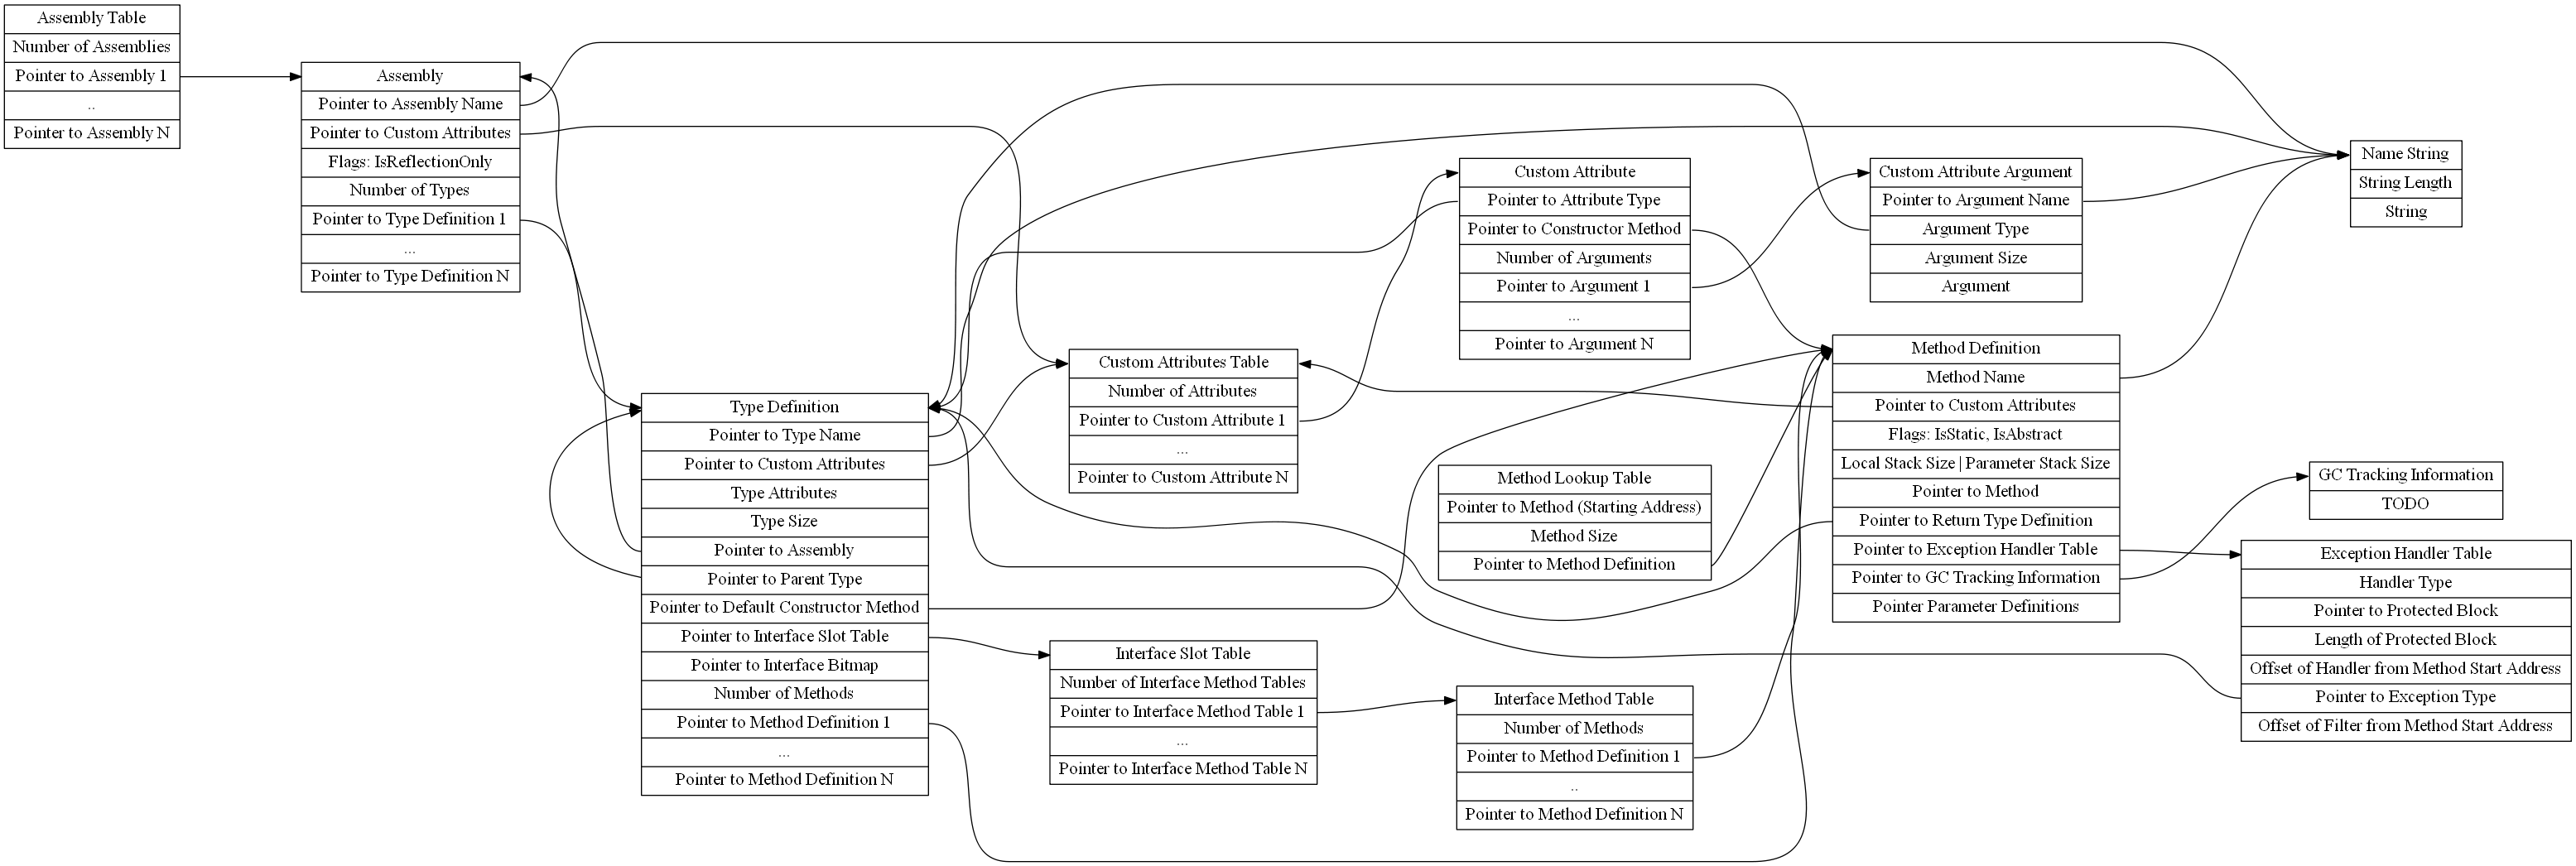 Assembly Table
Number of Assemblies
Pointer to Assembly 1
..
Pointer to Assembly N
Assembly
Pointer to Assembly Name
Pointer to Custom Attributes
Flags: IsReflectionOnly
Number of Types
Pointer to Type Definition 1
...
Pointer to Type Definition N
Type Definition
Pointer to Type Name
Pointer to Custom Attributes
Type Attributes
Type Size
Pointer to Assembly
Pointer to Parent Type
Pointer to Default Constructor Method
Pointer to Interface Slot Table
Pointer to Interface Bitmap
Number of Methods
Pointer to Method Definition 1
...
Pointer to Method Definition N
Custom Attributes Table
Number of Attributes
Pointer to Custom Attribute 1
...
Pointer to Custom Attribute N
Interface Slot Table
Number of Interface Method Tables
Pointer to Interface Method Table 1
...
Pointer to Interface Method Table N
Custom Attribute
Pointer to Attribute Type
Pointer to Constructor Method
Number of Arguments
Pointer to Argument 1
...
Pointer to Argument N
Method Lookup Table
Pointer to Method (Starting Address)
Method Size
Pointer to Method Definition
Interface Method Table
Number of Methods
Pointer to Method Definition 1
..
Pointer to Method Definition N
Custom Attribute Argument
Pointer to Argument Name
Argument Type
Argument Size
Argument
Method Definition
Method Name
Pointer to Custom Attributes
Flags: IsStatic, IsAbstract
Local Stack Size | Parameter Stack Size
Pointer to Method
Pointer to Return Type Definition
Pointer to Exception Handler Table
Pointer to GC Tracking Information
Pointer Parameter Definitions
Name String
String Length
String
GC Tracking Information
TODO
Exception Handler Table
Handler Type
Pointer to Protected Block
Length of Protected Block
Offset of Handler from Method Start Address
Pointer to Exception Type
Offset of Filter from Method Start Address